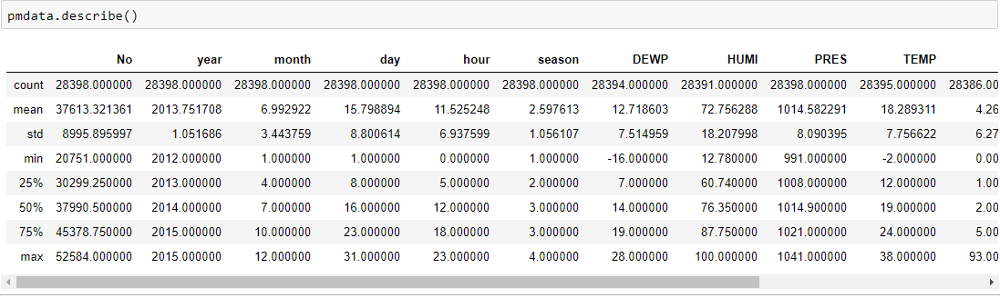 pmdata.describe()
No year month day hour season DEWP HUMI PRES TEMP
count 28398.000000 28398.000000 28398.000000 28398.000000 28398.000000 28398.000000 28394.000000 28391.000000 28398.000000 28395.000000 28386.00
mean 37613.321361 2013.751708 6.992922 15.798894 11.525248 2.597613 12.718603 72.756288 1014.582291 18.289311 4.26
std 8995.895997 1.051686 3.443759 8.800614 6.937599 1.056107 7.514959 18.207998 8.090395 7.756622 6.27
min 20751.000000 2012.000000 1.000000 1.000000 0.000000 1.000000 -16.000000 12.780000 991.000000 -2.000000 0.00
25% 30299.250000 2013.000000 4.000000 8.000000 5.000000 2.000000 7.000000 60.740000 1008.000000 12.000000 1.00
50% 37990.500000 2014.000000 7.000000 16.000000 12.000000 3.000000 14.000000 76.350000 1014.900000 19.000000 2.00
75% 45378.750000 2015.000000 10.000000 23.000000 18.000000 3.000000 19.000000 87.750000 1021.000000 24.000000 5.00
max 52584.000000 2015.000000 12.000000 31.000000 23.000000 4.000000 28.000000 100.000000 1041.000000 38.000000 93.00